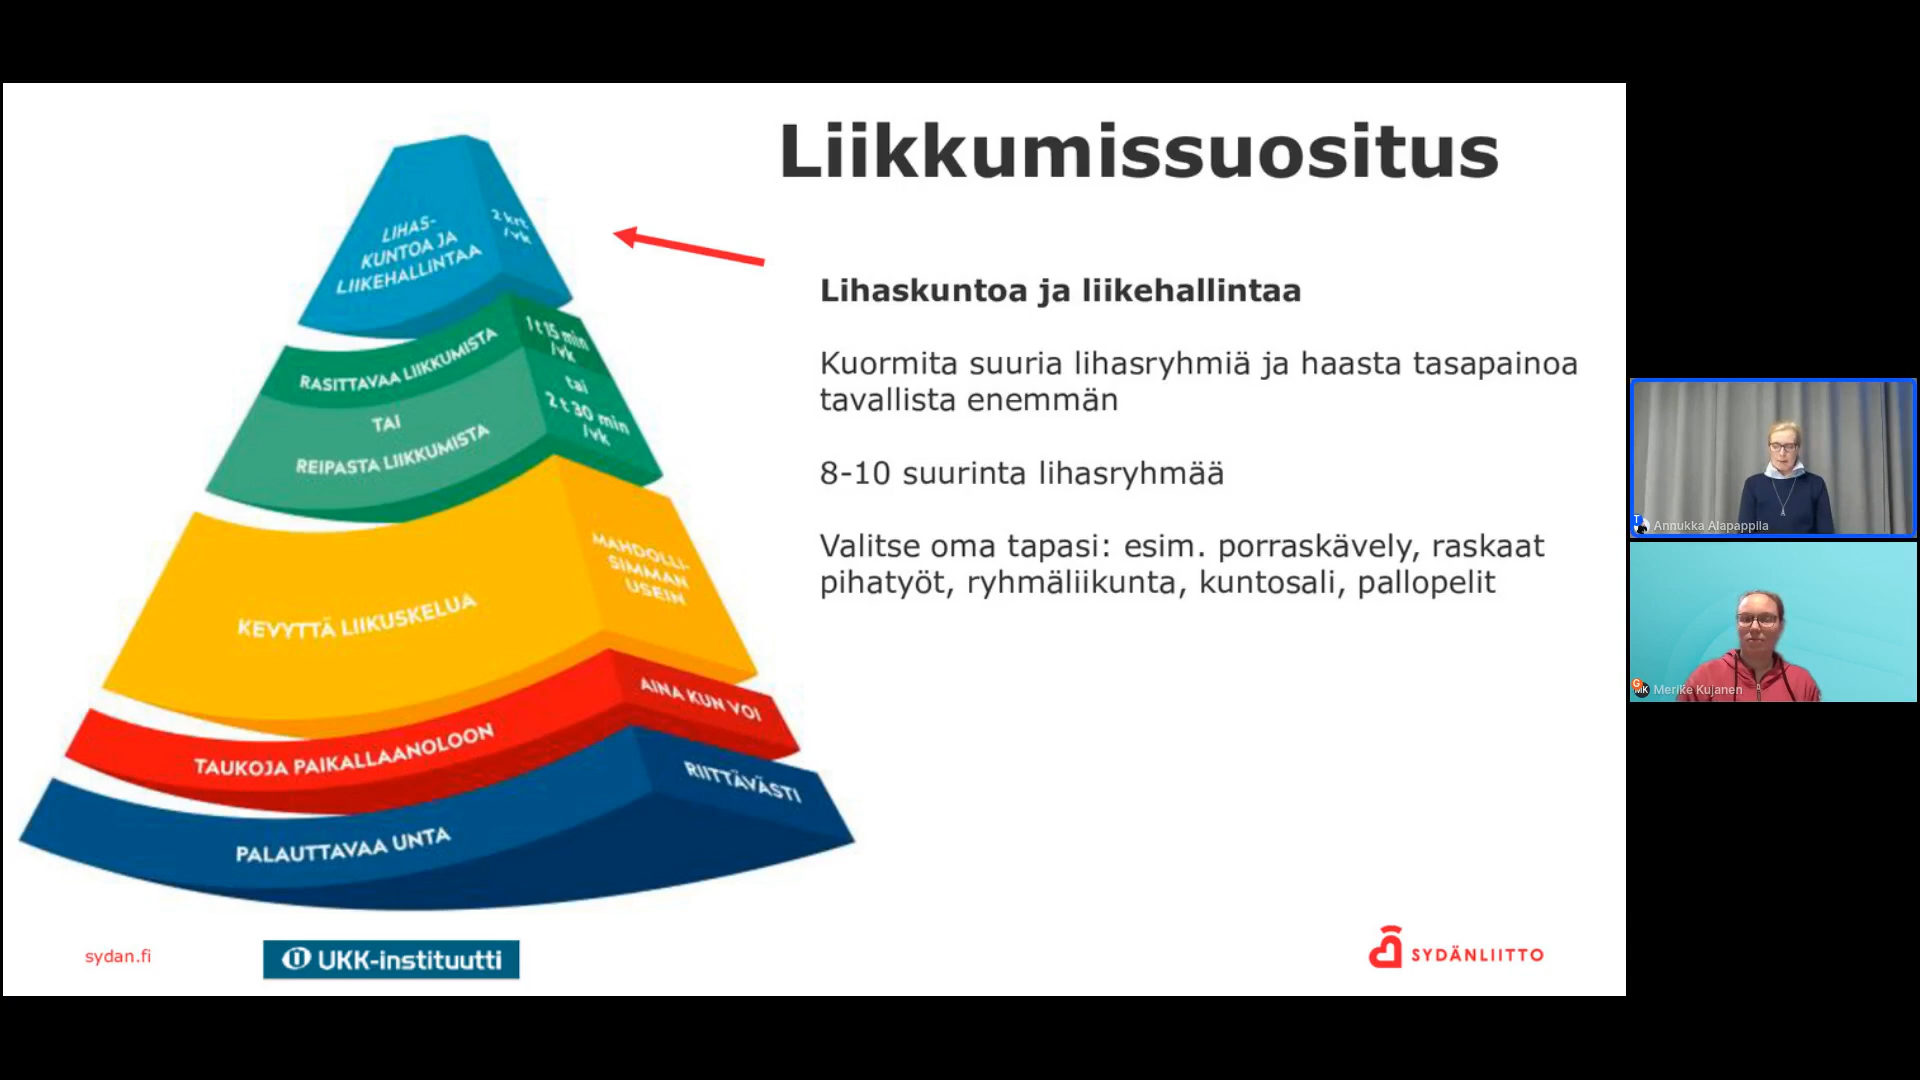 Liikkumissuositus
LIHAS-
KUNTOA JA
LIIKEHALLINTAA
2 krt.
/vk
RASITTAVAA LIIKKUMISTA
1 t 15 min
/vk
TAI
tai
REIPASTA LIIKKUMISTA
2 t 30 min
/vk
KEVYTTÄ LIIKUSKELUA
MAHDOLLI-
SIMMAN
USEIN
TAUKOJA PAIKALLAANOLOON
AINA KUN VOI
PALAUTTAVAA UNTA
RIITTÄVÄSTI
Lihaskuntoa ja liikehallintaa
Kuormita suuria lihasryhmiä ja haasta tasapainoa
tavallista enemmän
8-10 suurinta lihasryhmää
Valitse oma tapasi: esim. porraskävely, raskaat
pihatyöt, ryhmäliikunta, kuntosali, pallopelit
sydan.fi
UKK-instituutti
SYDÄNLIITTO
Annukka Alapappila
Merike Kujanen